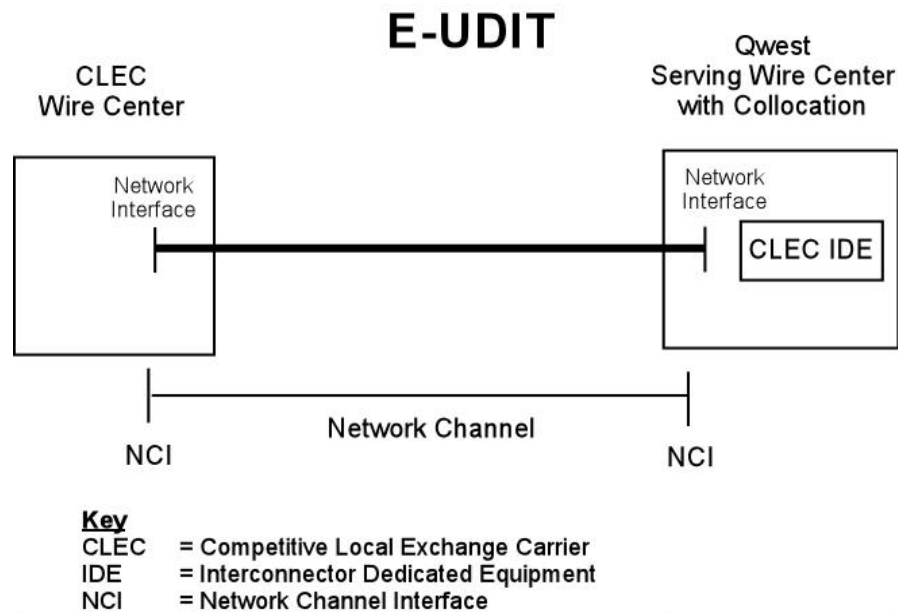 E-UDIT
CLEC
Wire Center
Qwest
Serving Wire Center
with Collocation
Network
Interface
Network
Interface
CLEC IDE
Network Channel
NCI
NCI
Key
CLEC = Competitive Local Exchange Carrier
IDE = Interconnector Dedicated Equipment
NCI = Network Channel Interface